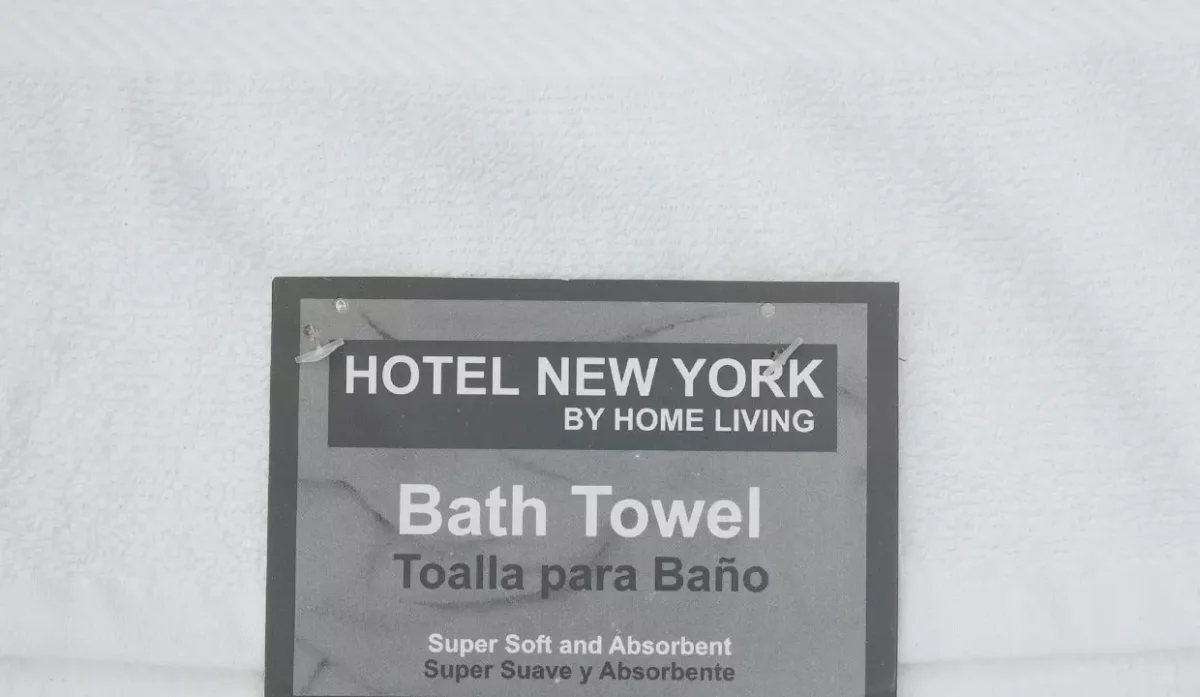 HOTEL NEW YORK
BY HOME LIVING
Bath Towel
Toalla para Baño
Super Soft and Absorbent
Super Suave y Absorbente